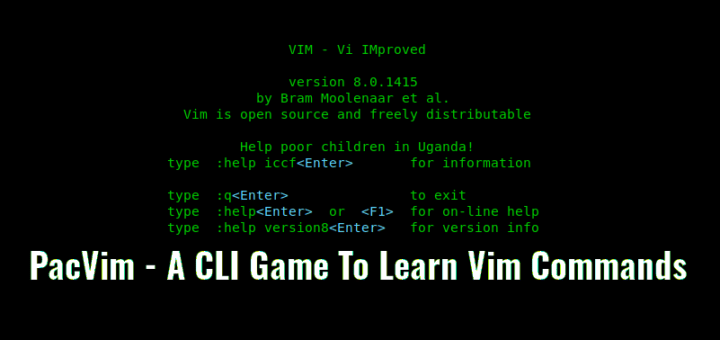 VIM - Vi IMproved
version 8.0.1415
by Bram Moolenaar et al.
Vim is open source and freely distributable
Help poor children in Uganda!
type  :help iccf<Enter>       for information
type  :q<Enter>               to exit
type  :help<Enter>  or  <F1>  for on-line help
type  :help version8<Enter>   for version info
PacVim - A CLI Game To Learn Vim Commands